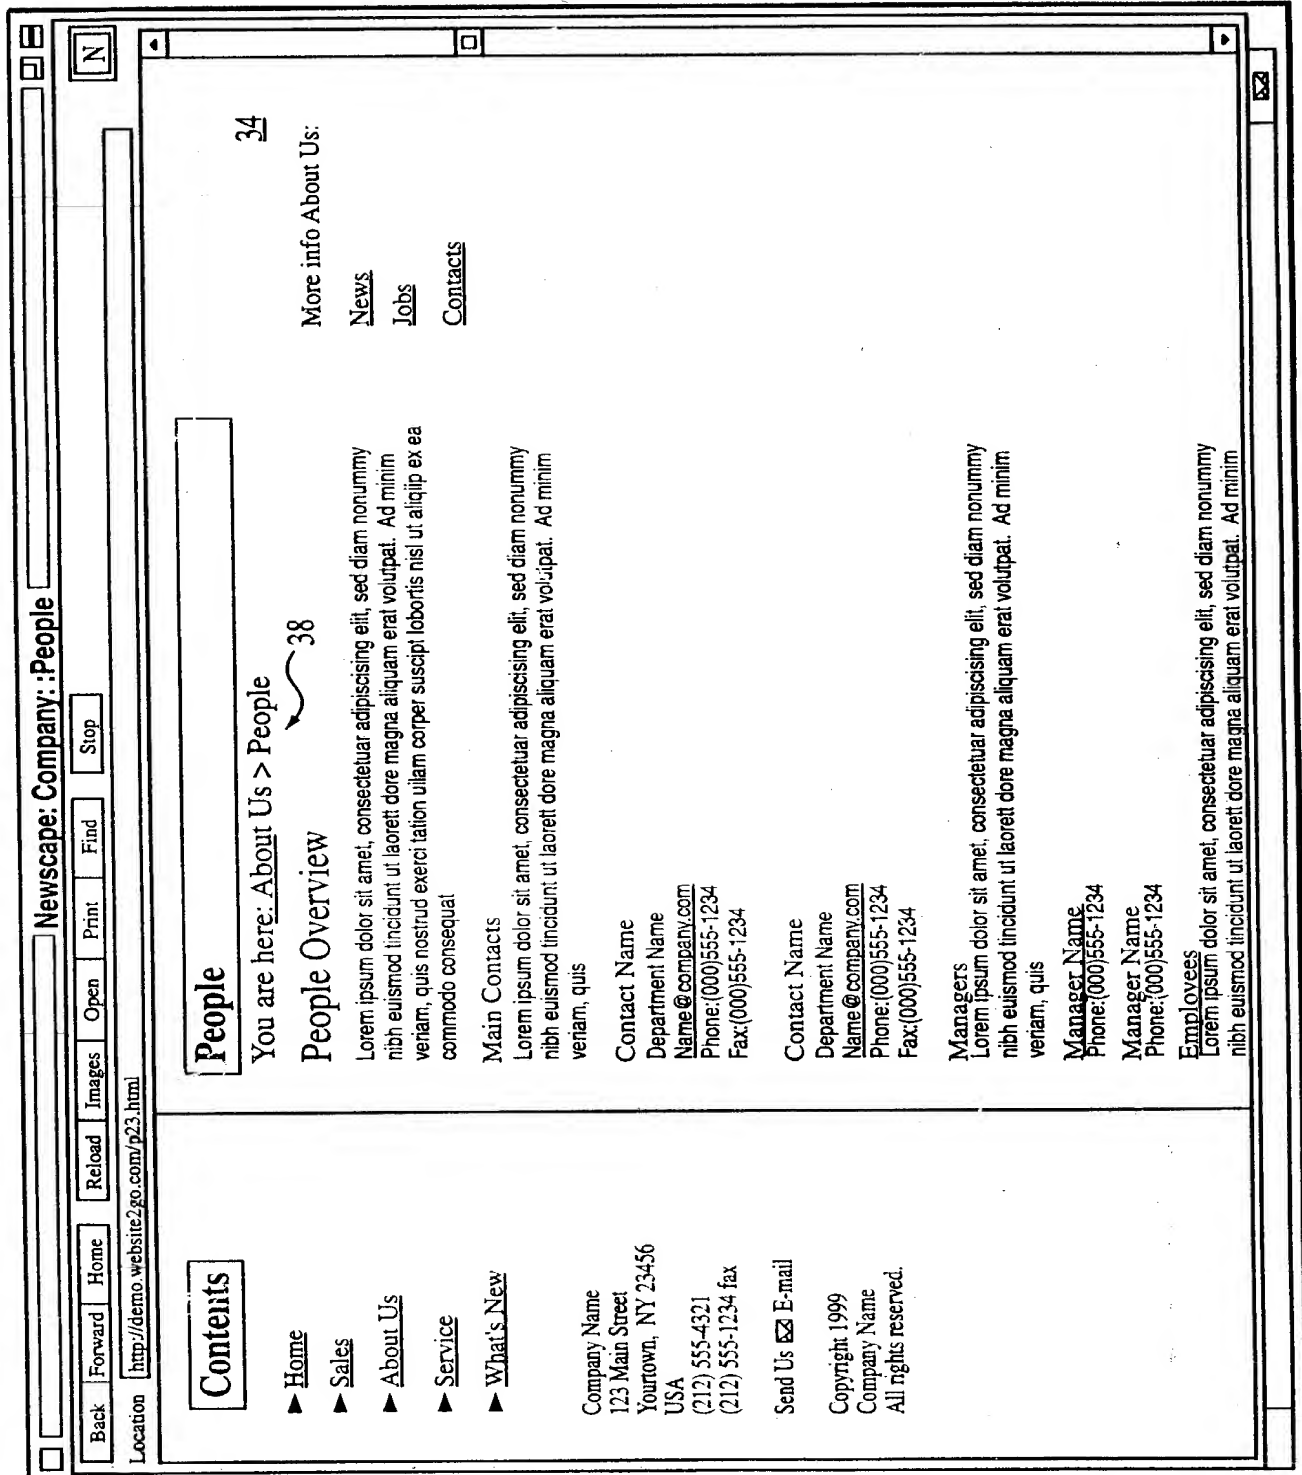 Newscape: Company: :People
Back Forward Home Reload Images Open Print Find Stop
N
Location http://demo.website2go.com/p23.html
Contents
► Home
► Sales
► About Us
► Service
► What's New
Company Name
123 Main Street
Yourtown, NY 23456
USA
(212) 555-4321
(212) 555-1234 fax
Send Us E-mail
Copyright 1999
Company Name
All rights reserved.
People
You are here: About Us > People
34
38
People Overview
Lorem ipsum dolor sit amet, consectetuar adipiscising elit, sed diam nonummy
nibh euismod tincidunt ut laorett dore magna aliquam erat volutpat. Ad minim
veriam, quis nostrud exerci tation ullam corper suscipt lobortis nisl ut aliqiip ex ea
commodo consequat
Main Contacts
Lorem ipsum dolor sit amet, consectetuar adipiscising elit, sed diam nonummy
nibh euismod tincidunt ut laorett dore magna aliquam erat volutpat. Ad minim
veriam, quis
Contact Name
Department Name
Name@company.com
Phone:(000)555-1234
Fax:(000)555-1234
Contact Name
Department Name
Name@company.com
Phone:(000)555-1234
Fax:(000)555-1234
Managers
Lorem ipsum dolor sit amet, consectetuar adipiscising elit, sed diam nonummy
nibh euismod tincidunt ut laorett dore magna aliquam erat volutpat. Ad minim
veriam, quis
Manager Name
Phone:(000)555-1234
Manager Name
Phone:(000)555-1234
Employees
Lorem ipsum dolor sit amet, consectetuar adipiscising elit, sed diam nonummy
nibh euismod tincidunt ut laorett dore magna aliquam erat volutpat. Ad minim
More info About Us:
News
Jobs
Contacts